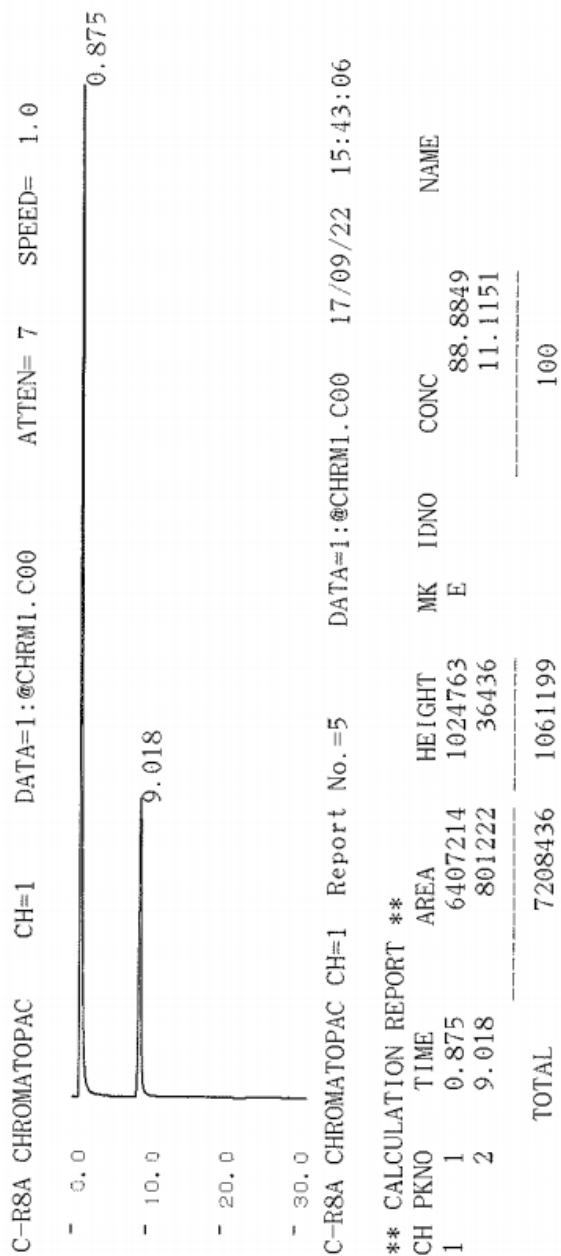 C-R8A CHROMATOPAC CH=1 DATA=1:@CHRM1.C00 ATTEN= 7 SPEED= 1.0
0.875
0.0
9.018
10.0
20.0
30.0
C-R8A CHROMATOPAC CH=1 Report No.=5 DATA=1:@CHRM1.C00 17/09/22 15:43:06
** CALCULATION REPORT **
CH PKNO TIME AREA HEIGHT MK IDNO CONC NAME
1 1 0.875 6407214 1024763 E 88.8849
2 9.018 801222 36436 11.1151
TOTAL 7208436 1061199 100